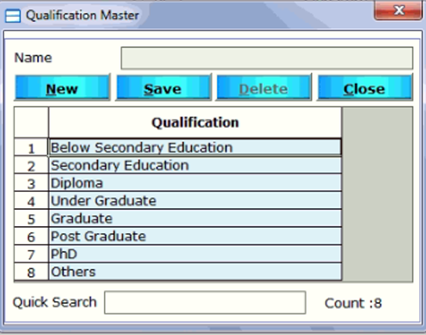 Qualification Master
Name
New Save Delete Close
Qualification
1 Below Secondary Education
2 Secondary Education
3 Diploma
4 Under Graduate
5 Graduate
6 Post Graduate
7 PhD
8 Others
Quick Search Count :8